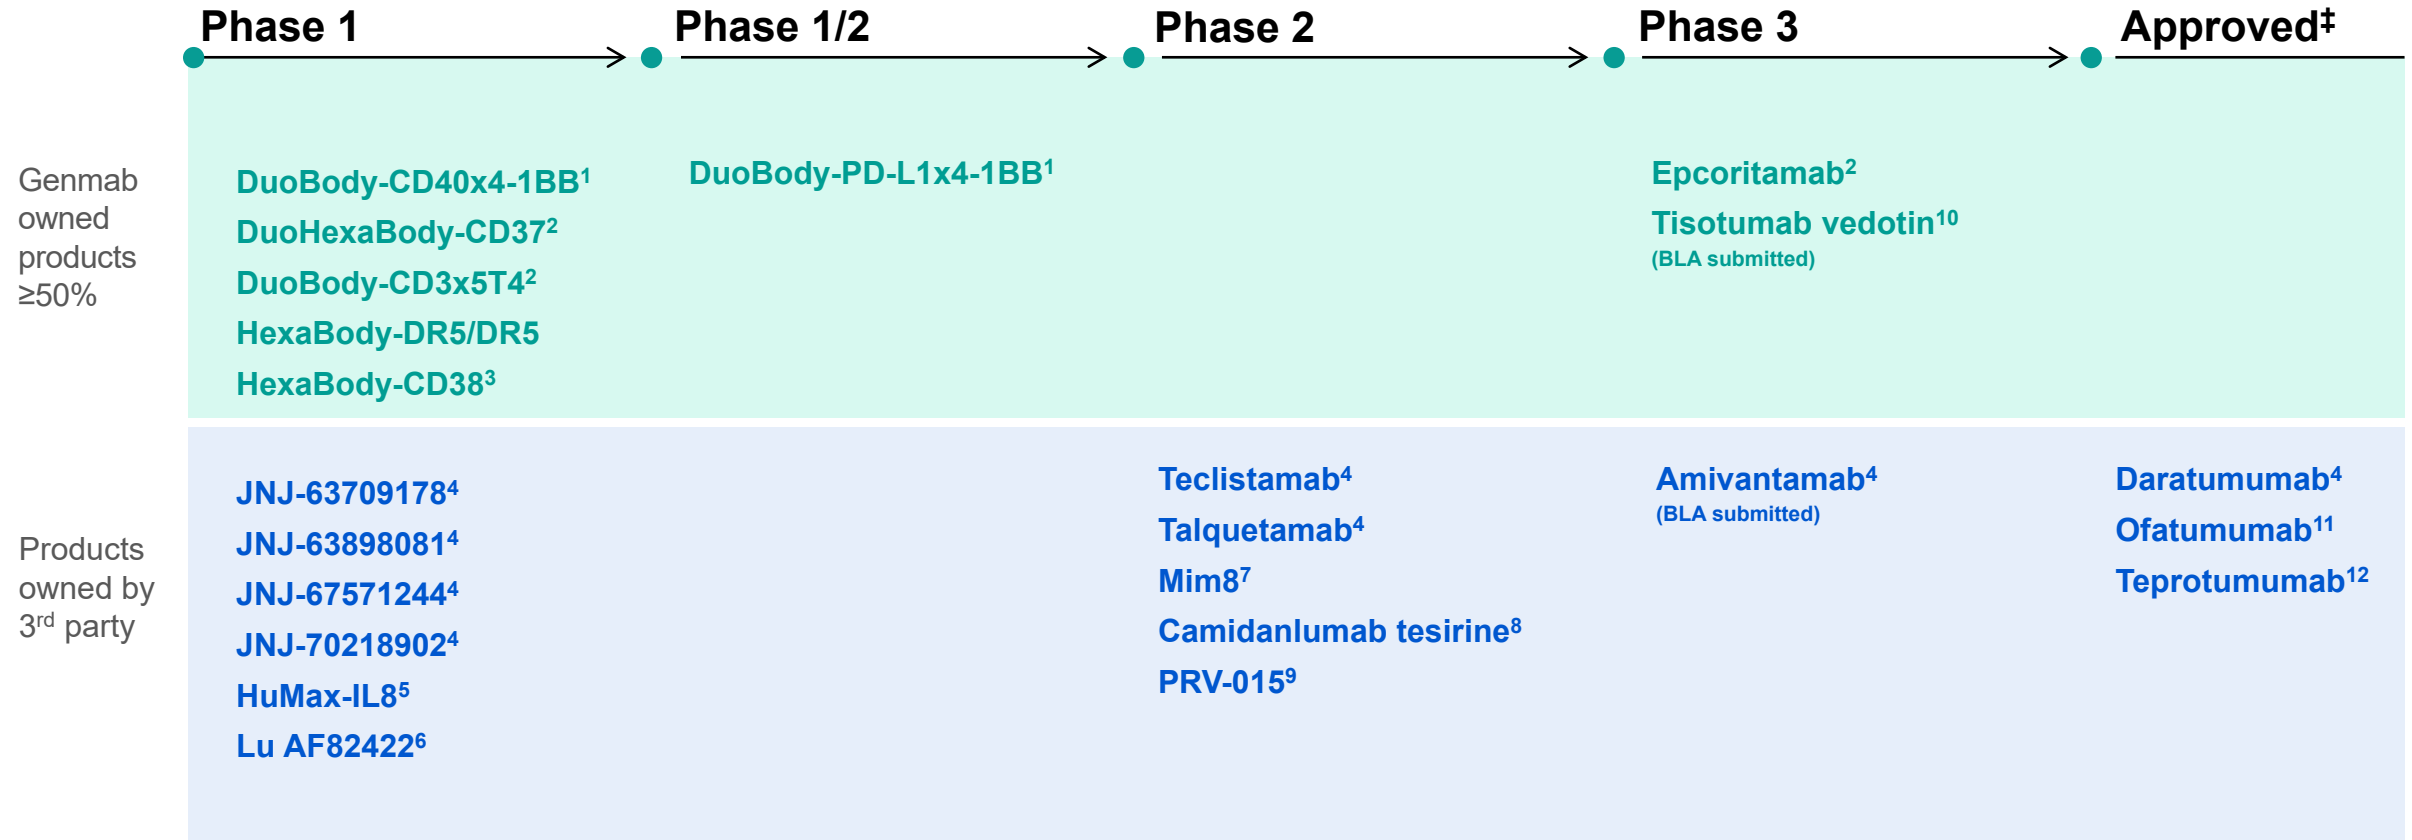 Phase 1
Phase 1/2
Phase 2
Phase 3
Approved‡
Genmab
owned
products
≥50%
DuoBody-CD40x4-1BB¹
DuoHexaBody-CD37²
DuoBody-CD3x5T4²
HexaBody-DR5/DR5
HexaBody-CD38³
DuoBody-PD-L1x4-1BB¹
Epcoritamab²
Tisotumab vedotin¹⁰
(BLA submitted)
Products
owned by
3rd party
JNJ-63709178⁴
JNJ-63898081⁴
JNJ-67571244⁴
JNJ-70218902⁴
HuMax-IL8⁵
Lu AF82422⁶
Teclistamab⁴
Talquetamab⁴
Mim8⁷
Camidanlumab tesirine⁸
PRV-015⁹
Amivantamab⁴
(BLA submitted)
Daratumumab⁴
Ofatumumab¹¹
Teprotumumab¹²